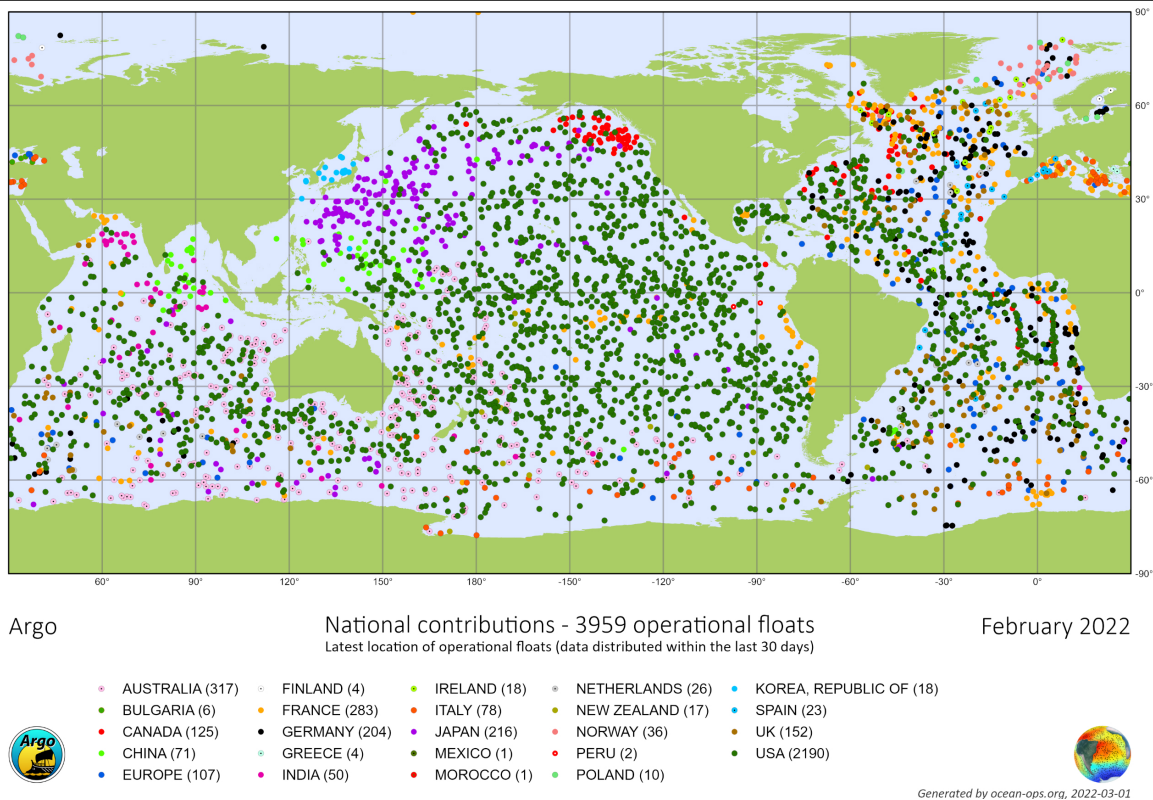 90°
60°
30°
0°
-30°
-60°
-90°
60° 90° 120° 150° 180° -150° -120° -90° -60° -30° 0°
Argo
National contributions - 3959 operational floats
February 2022
Latest location of operational floats (data distributed within the last 30 days)
AUSTRALIA (317) FINLAND (4) IRELAND (18) NETHERLANDS (26) KOREA, REPUBLIC OF (18)
BULGARIA (6) FRANCE (283) ITALY (78) NEW ZEALAND (17) SPAIN (23)
CANADA (125) GERMANY (204) JAPAN (216) NORWAY (36) UK (152)
CHINA (71) GREECE (4) MEXICO (1) PERU (2) USA (2190)
EUROPE (107) INDIA (50) MOROCCO (1) POLAND (10)
Argo
Generated by ocean-ops.org, 2022-03-01